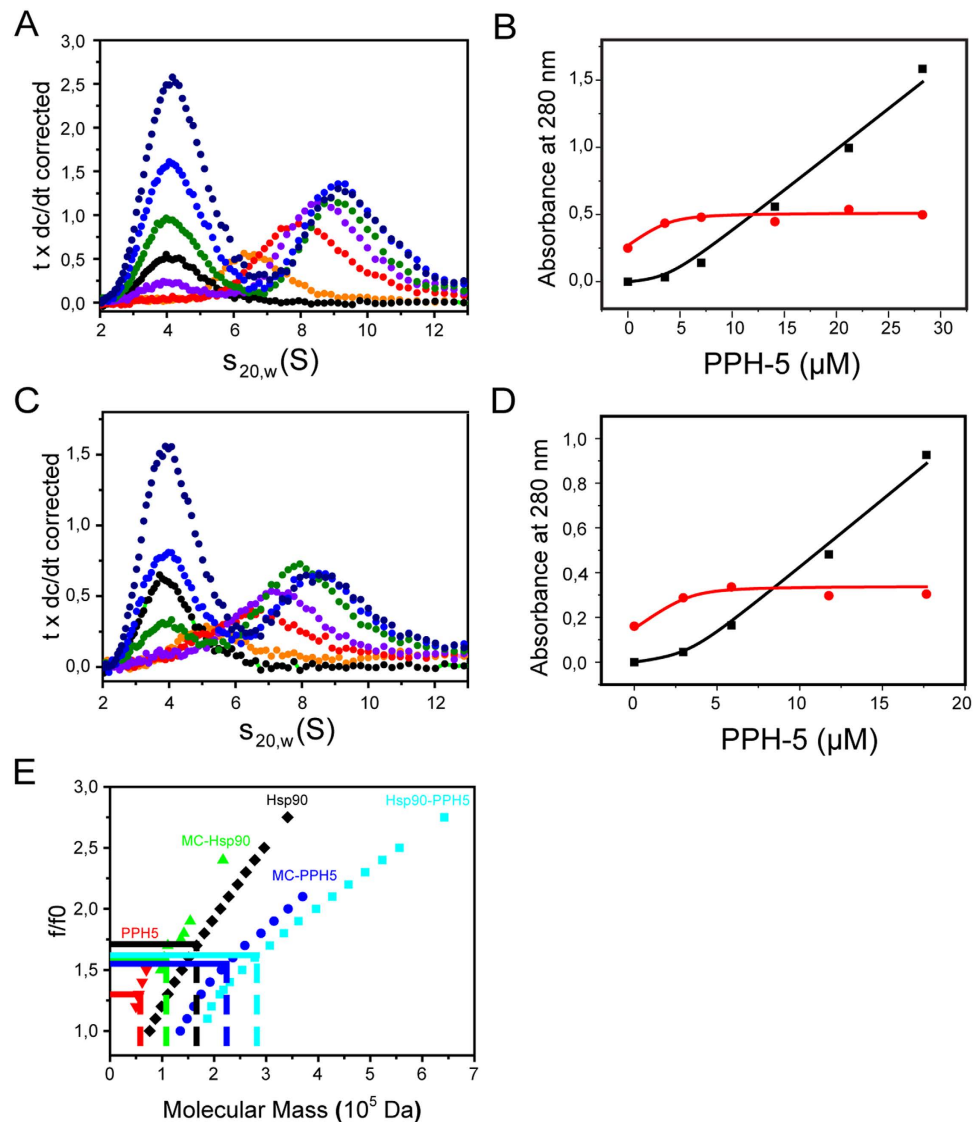 A
3,0
2,5
2,0
1,5
1,0
0,5
0,0
t x dc/dt corrected
2 4 6 8 10 12
s20,w(S)
B
1,5
1,0
0,5
0,0
Absorbance at 280 nm
0 5 10 15 20 25 30
PPH-5 (µM)
C
1,5
1,0
0,5
0,0
t x dc/dt corrected
2 4 6 8 10 12
s20,w(S)
D
1,0
0,8
0,6
0,4
0,2
0,0
Absorbance at 280 nm
0 5 10 15 20
PPH-5 (µM)
E
3,0
2,5
2,0
1,5
1,0
f/f0
Hsp90
Hsp90-PPH5
MC-Hsp90
MC-PPH5
PPH5
0 1 2 3 4 5 6 7
Molecular Mass (10^5 Da)